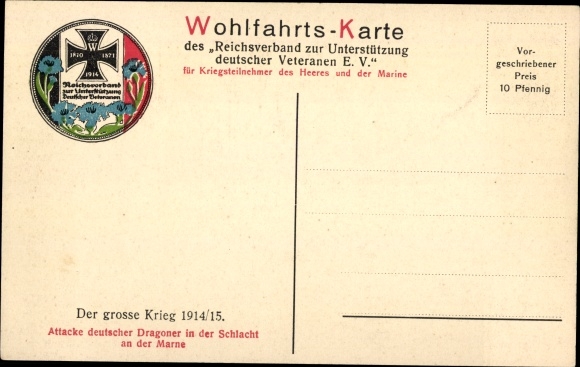 W
1870 1871
1914
Reichsverband
zur Unterstützung
Deutscher Veteranen
Wohlfahrts-Karte
des „Reichsverband zur Unterstützung
deutscher Veteranen E. V.“
für Kriegsteilnehmer des Heeres und der Marine
Vor-
geschriebener
Preis
10 Pfennig
Der grosse Krieg 1914/15.
Attacke deutscher Dragoner in der Schlacht
an der Marne